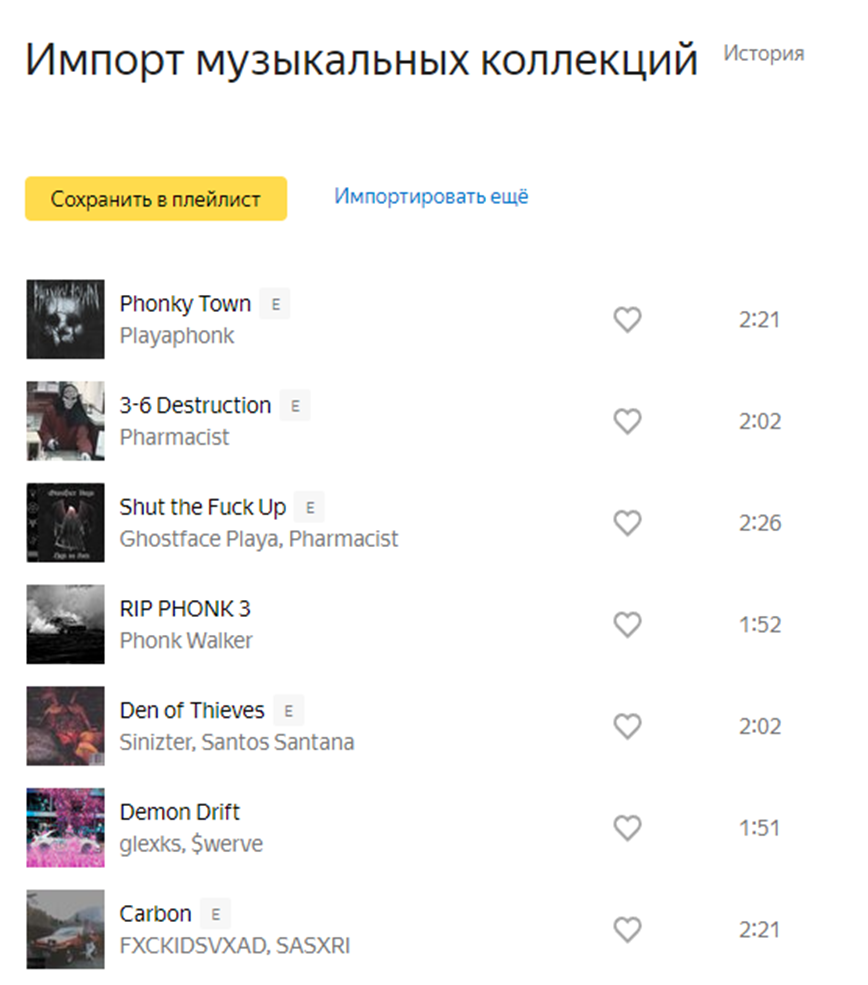 Импорт музыкальных коллекций История
Сохранить в плейлист Импортировать ещё
Phonky Town E
Playaphonk
2:21
3-6 Destruction E
Pharmacist
2:02
Shut the Fuck Up E
Ghostface Playa, Pharmacist
2:26
RIP PHONK 3
Phonk Walker
1:52
Den of Thieves E
Sinizter, Santos Santana
2:02
Demon Drift
glexks, $werve
1:51
Carbon E
FXCKIDSVXAD, SASXRI
2:21